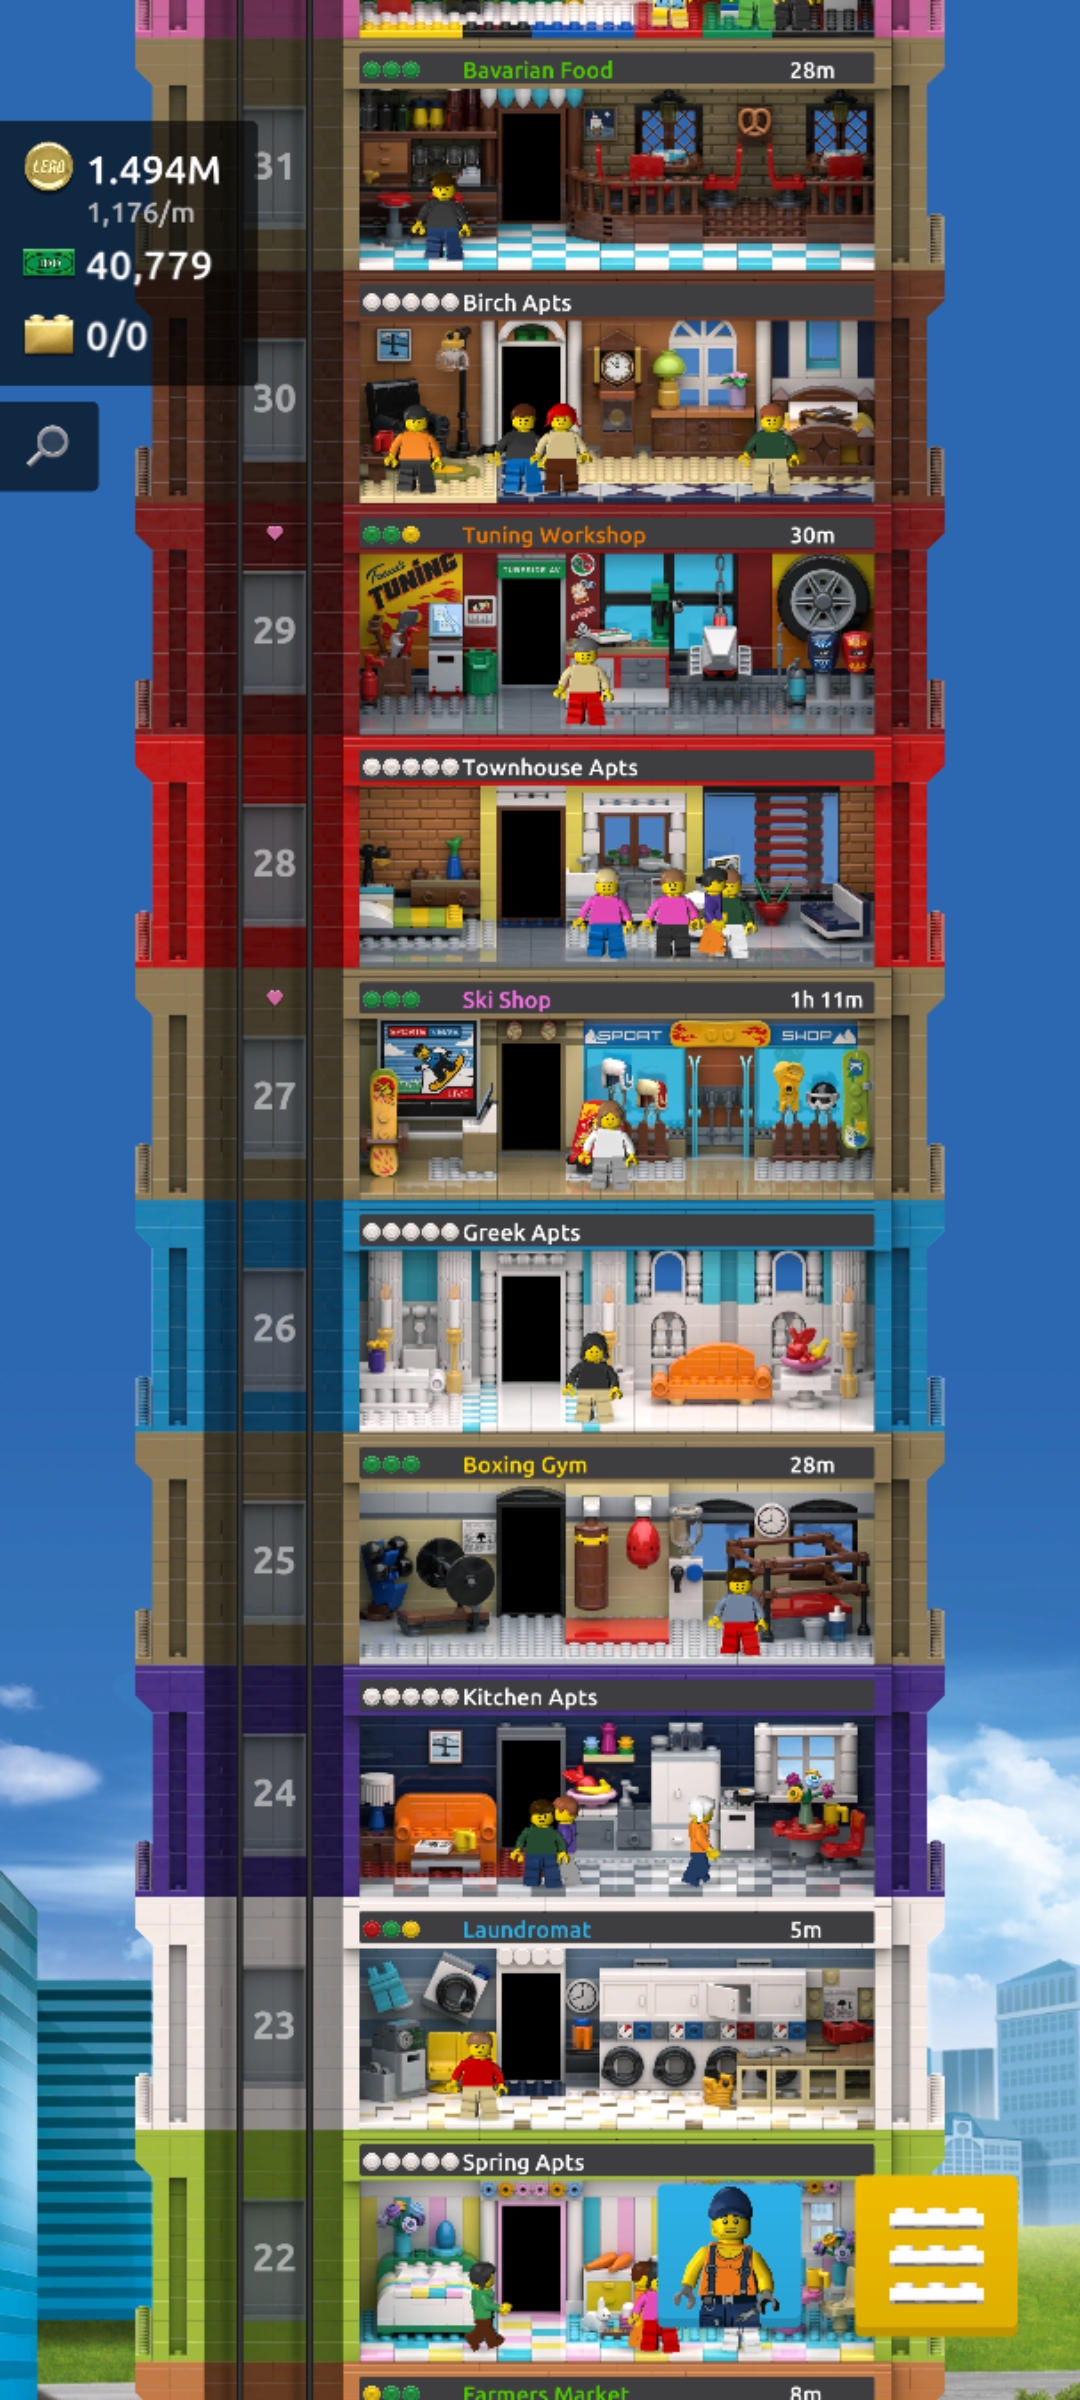 Bavarian Food 28m
31
LEGO 1.494M
1,176/m
40,779
0/0
Birch Apts
30
Tuning Workshop 30m
TUNING
29
Townhouse Apts
28
Ski Shop 1h 11m
SPORT SHOP
LIVE
27
Greek Apts
26
Boxing Gym 28m
25
Kitchen Apts
24
Laundromat 5m
23
Spring Apts
22
Farmers Market 8m